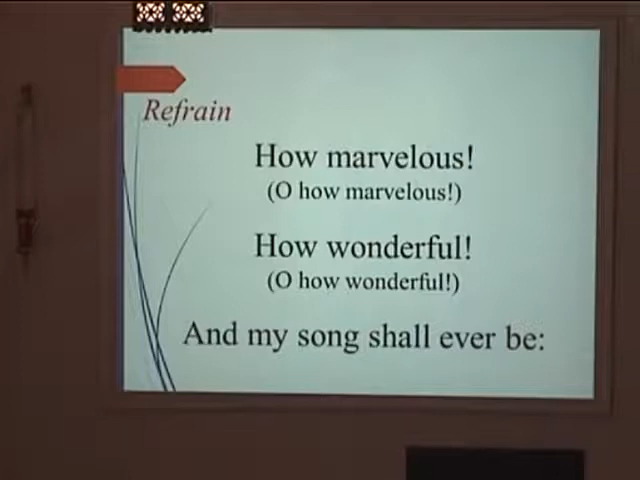 Refrain
How marvelous!
(O how marvelous!)
How wonderful!
(O how wonderful!)
And my song shall ever be: